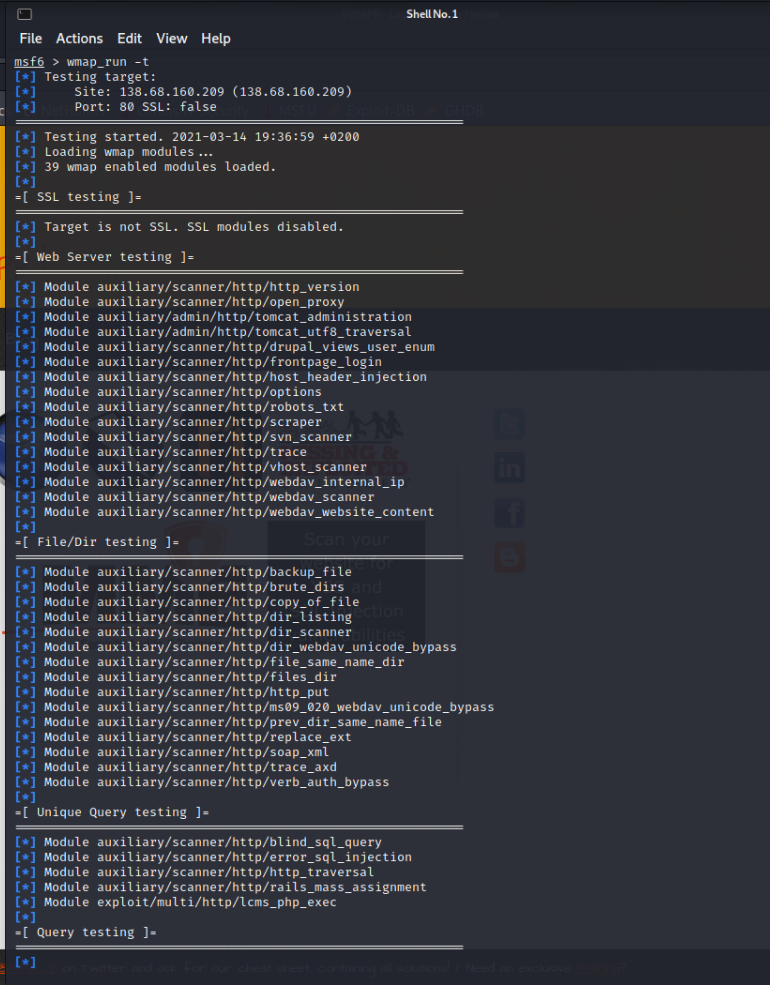 Shell No. 1
File Actions Edit View Help
msf6 > wmap_run -t
[*] Testing target:
[*]     Site: 138.68.160.209 (138.68.160.209)
[*]     Port: 80 SSL: false
[*] Testing started. 2021-03-14 19:36:59 +0200
[*] Loading wmap modules...
[*] 39 wmap enabled modules loaded.
[*]
=[ SSL testing ]=
[*] Target is not SSL. SSL modules disabled.
[*]
=[ Web Server testing ]=
[*] Module auxiliary/scanner/http/http_version
[*] Module auxiliary/scanner/http/open_proxy
[*] Module auxiliary/admin/http/tomcat_administration
[*] Module auxiliary/admin/http/tomcat_utf8_traversal
[*] Module auxiliary/scanner/http/drupal_views_user_enum
[*] Module auxiliary/scanner/http/frontpage_login
[*] Module auxiliary/scanner/http/host_header_injection
[*] Module auxiliary/scanner/http/options
[*] Module auxiliary/scanner/http/robots_txt
[*] Module auxiliary/scanner/http/scraper
[*] Module auxiliary/scanner/http/svn_scanner
[*] Module auxiliary/scanner/http/trace
[*] Module auxiliary/scanner/http/vhost_scanner
[*] Module auxiliary/scanner/http/webdav_internal_ip
[*] Module auxiliary/scanner/http/webdav_scanner
[*] Module auxiliary/scanner/http/webdav_website_content
[*]
=[ File/Dir testing ]=
[*] Module auxiliary/scanner/http/backup_file
[*] Module auxiliary/scanner/http/brute_dirs
[*] Module auxiliary/scanner/http/copy_of_file
[*] Module auxiliary/scanner/http/dir_listing
[*] Module auxiliary/scanner/http/dir_scanner
[*] Module auxiliary/scanner/http/dir_webdav_unicode_bypass
[*] Module auxiliary/scanner/http/file_same_name_dir
[*] Module auxiliary/scanner/http/files_dir
[*] Module auxiliary/scanner/http/http_put
[*] Module auxiliary/scanner/http/ms09_020_webdav_unicode_bypass
[*] Module auxiliary/scanner/http/prev_dir_same_name_file
[*] Module auxiliary/scanner/http/replace_ext
[*] Module auxiliary/scanner/http/soap_xml
[*] Module auxiliary/scanner/http/trace_axd
[*] Module auxiliary/scanner/http/verb_auth_bypass
[*]
=[ Unique Query testing ]=
[*] Module auxiliary/scanner/http/blind_sql_query
[*] Module auxiliary/scanner/http/error_sql_injection
[*] Module auxiliary/scanner/http/http_traversal
[*] Module auxiliary/scanner/http/rails_mass_assignment
[*] Module exploit/multi/http/lcms_php_exec
[*]
=[ Query testing ]=
[*]